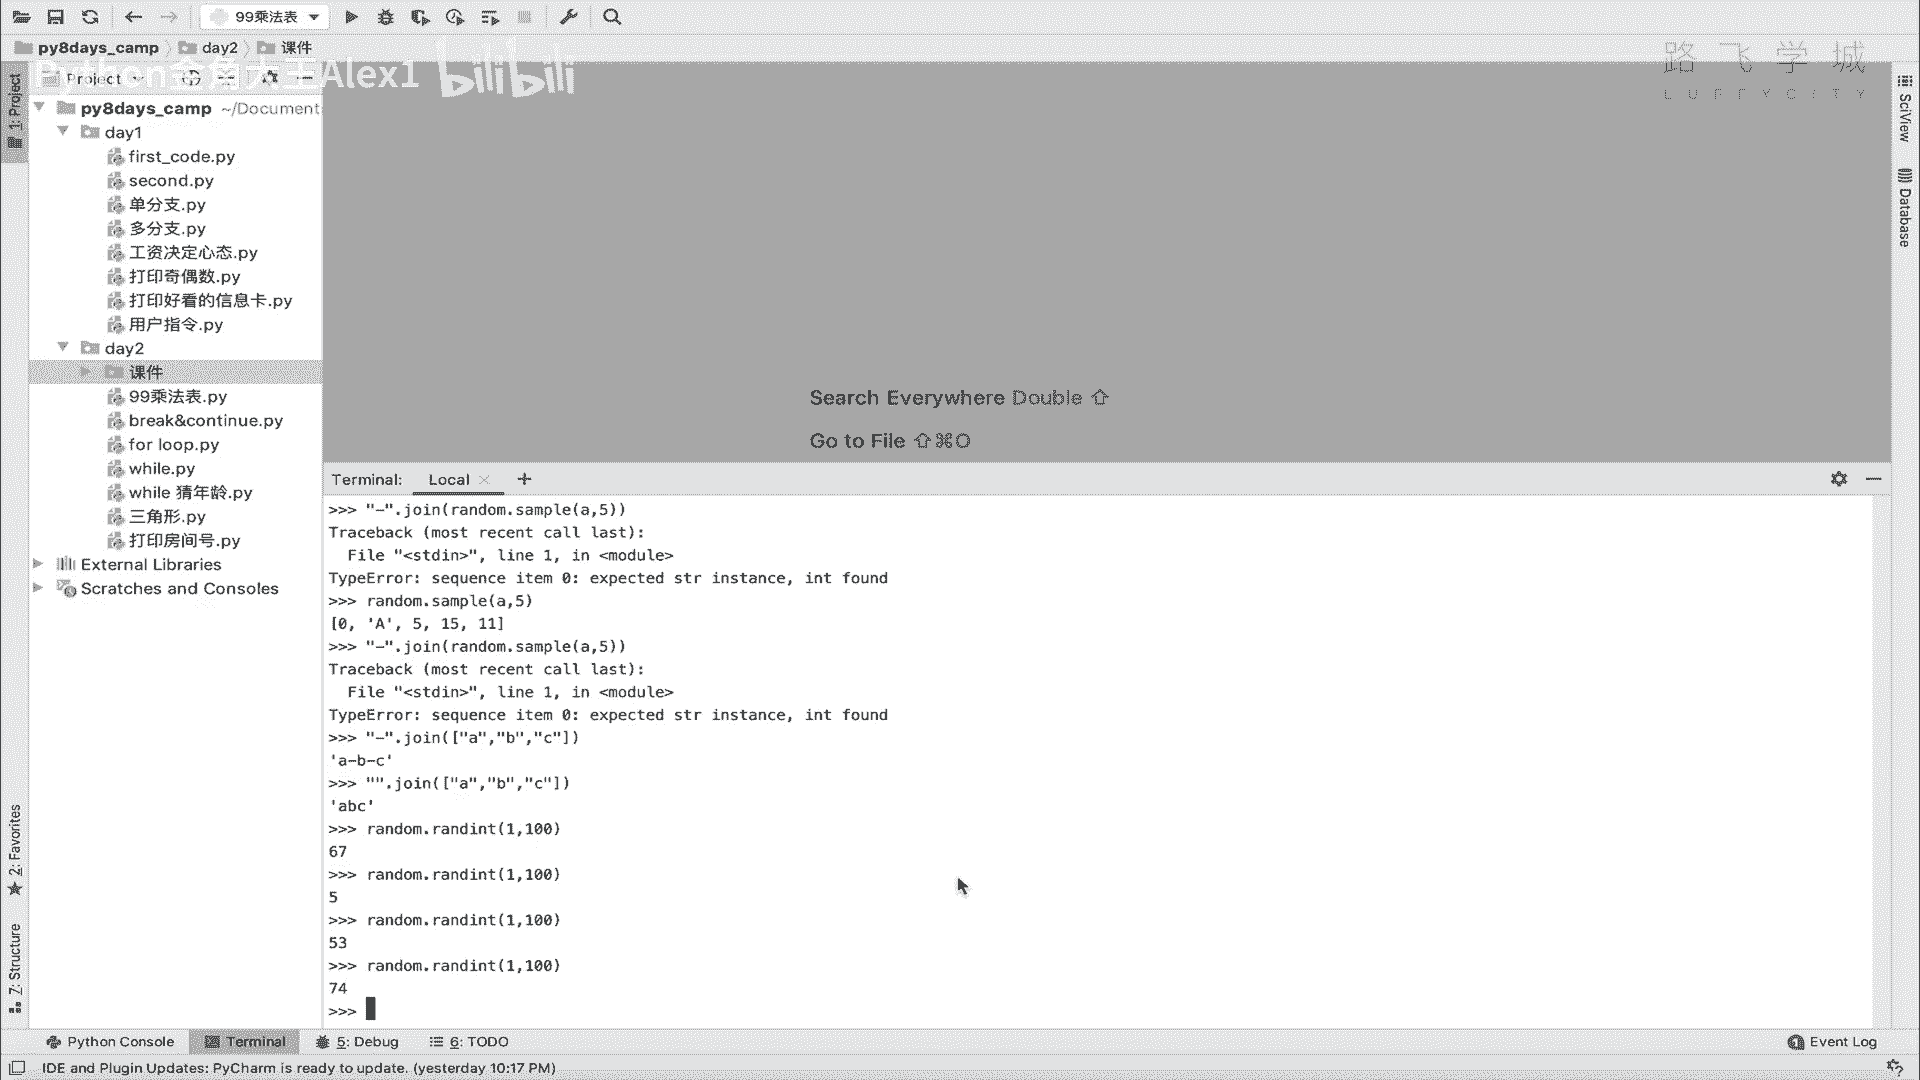 99乘法表
py8days_camp
day2
课件
Python金角大王Alex1 bilibili
路飞学城
LUFFYCITY
1: Project
Project
py8days_camp ~/Document
day1
first_code.py
second.py
单分支.py
多分支.py
工资决定心态.py
打印奇偶数.py
打印好看的信息卡.py
用户指令.py
day2
课件
99乘法表.py
break&continue.py
for loop.py
while.py
while 猜年龄.py
三角形.py
打印房间号.py
External Libraries
Scratches and Consoles
2: Favorites
7: Structure
Search Everywhere Double ⇧
Go to File ⇧⌘O
SciView
Database
Terminal: Local × +
>>> "-".join(random.sample(a,5))
Traceback (most recent call last):
File "<stdin>", line 1, in <module>
TypeError: sequence item 0: expected str instance, int found
>>> random.sample(a,5)
[0, 'A', 5, 15, 11]
>>> "-".join(random.sample(a,5))
Traceback (most recent call last):
File "<stdin>", line 1, in <module>
TypeError: sequence item 0: expected str instance, int found
>>> "-".join(["a","b","c"])
'a-b-c'
>>> "".join(["a","b","c"])
'abc'
>>> random.randint(1,100)
67
>>> random.randint(1,100)
5
>>> random.randint(1,100)
53
>>> random.randint(1,100)
74
>>>
Python Console
Terminal
5: Debug
6: TODO
Event Log
IDE and Plugin Updates: PyCharm is ready to update. (yesterday 10:17 PM)